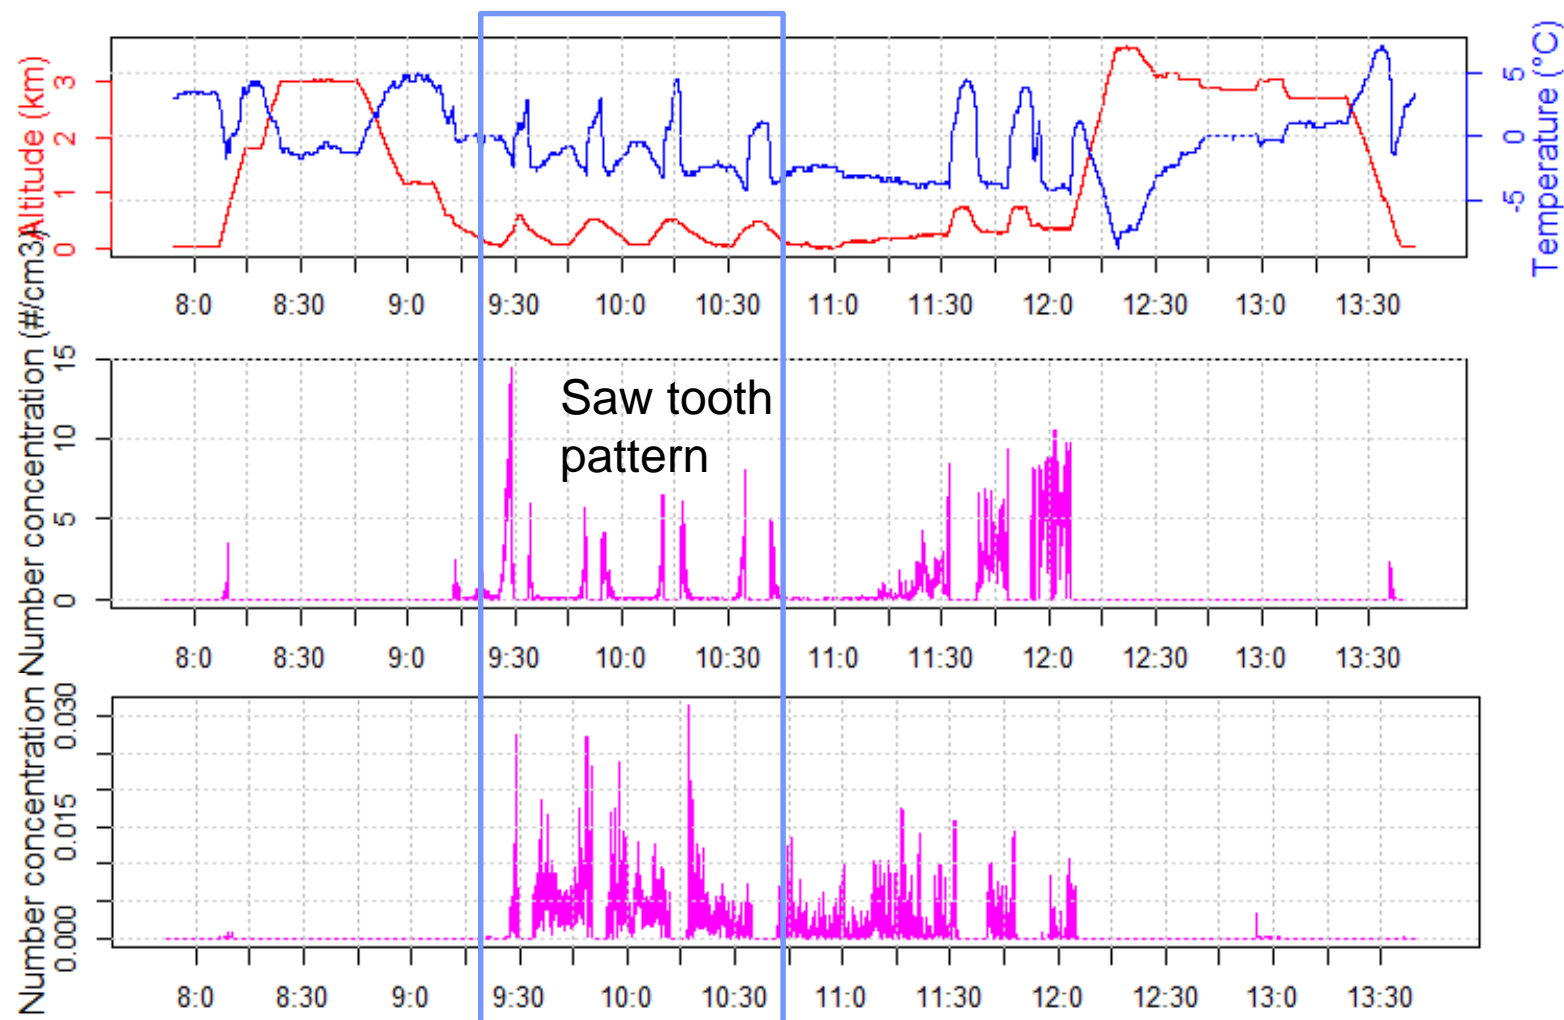 Altitude (km)
0 1 2 3
Temperature (°C)
-5 0 5
8:0 8:30 9:0 9:30 10:0 10:30 11:0 11:30 12:0 12:30 13:0 13:30
Number concentration (#/cm3)
0 5 10 15
Saw tooth
pattern
8:0 8:30 9:0 9:30 10:0 10:30 11:0 11:30 12:0 12:30 13:0 13:30
Number concentration
0.000 0.015 0.030
8:0 8:30 9:0 9:30 10:0 10:30 11:0 11:30 12:0 12:30 13:0 13:30